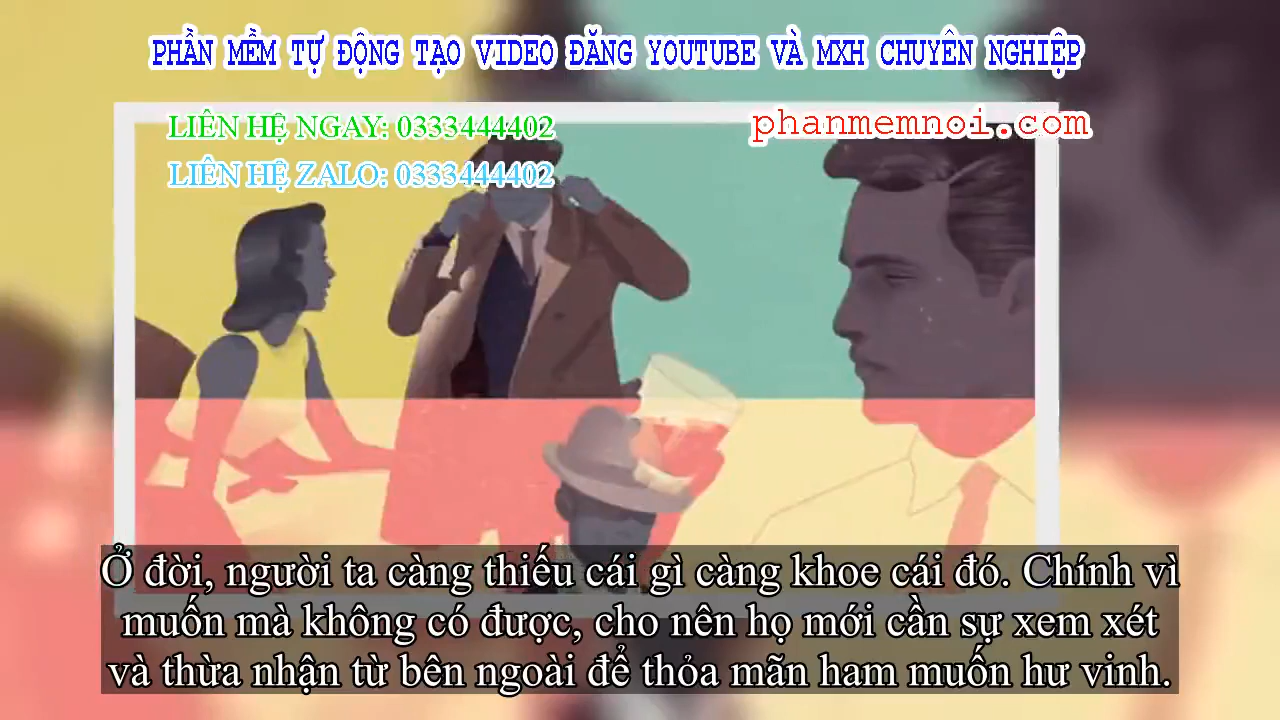 PHẦN MỀM TỰ ĐỘNG TẠO VIDEO ĐĂNG YOUTUBE VÀ MXH CHUYÊN NGHIỆP
LIÊN HỆ NGAY: 0333444402
phanmemnoi.com
LIÊN HỆ ZALO: 0333444402
Ở đời, người ta càng thiếu cái gì càng khoe cái đó. Chính vì
muốn mà không có được, cho nên họ mới cần sự xem xét
và thừa nhận từ bên ngoài để thỏa mãn ham muốn hư vinh.